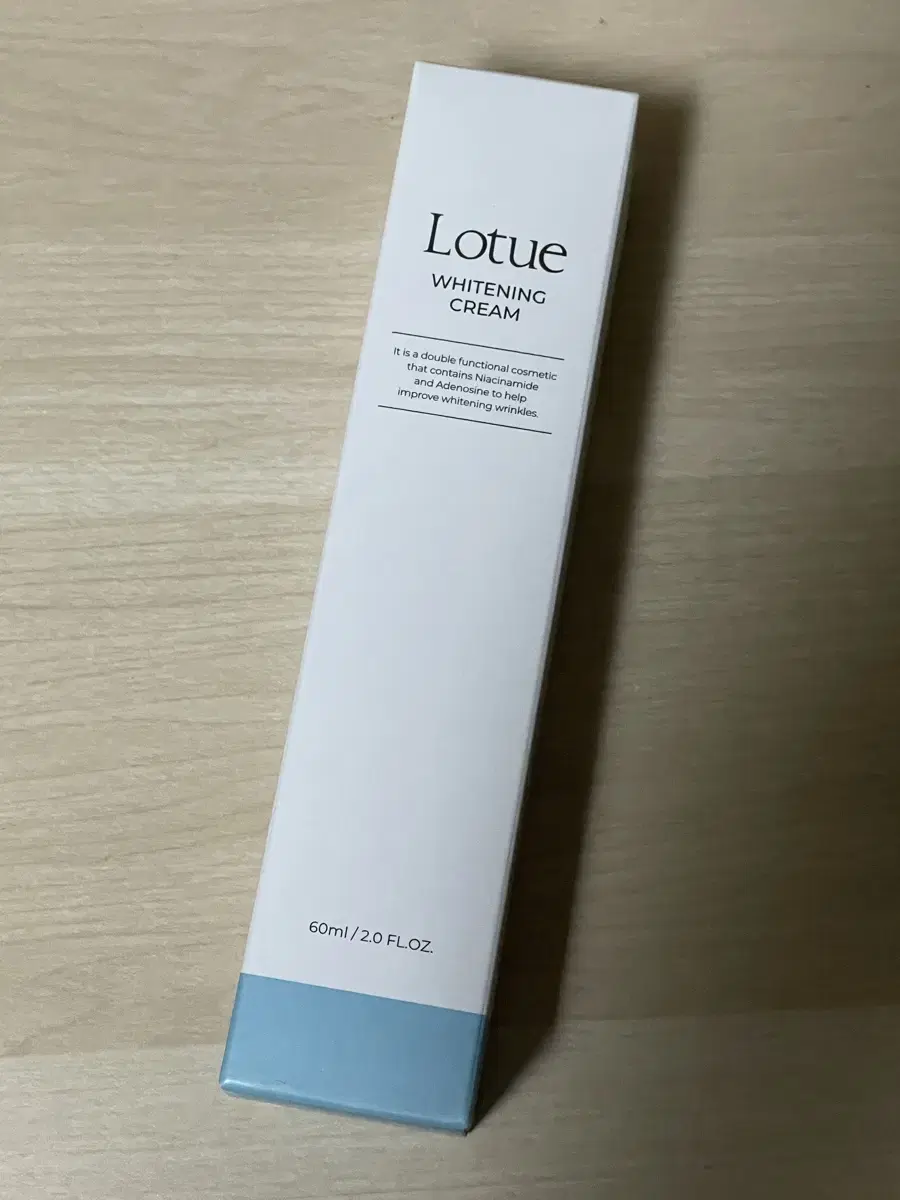 Lotue
WHITENING
CREAM
It is a double functional cosmetic
that contains Niacinamide
and Adenosine to help
improve whitening wrinkles.
60ml / 2.0 FL.OZ.